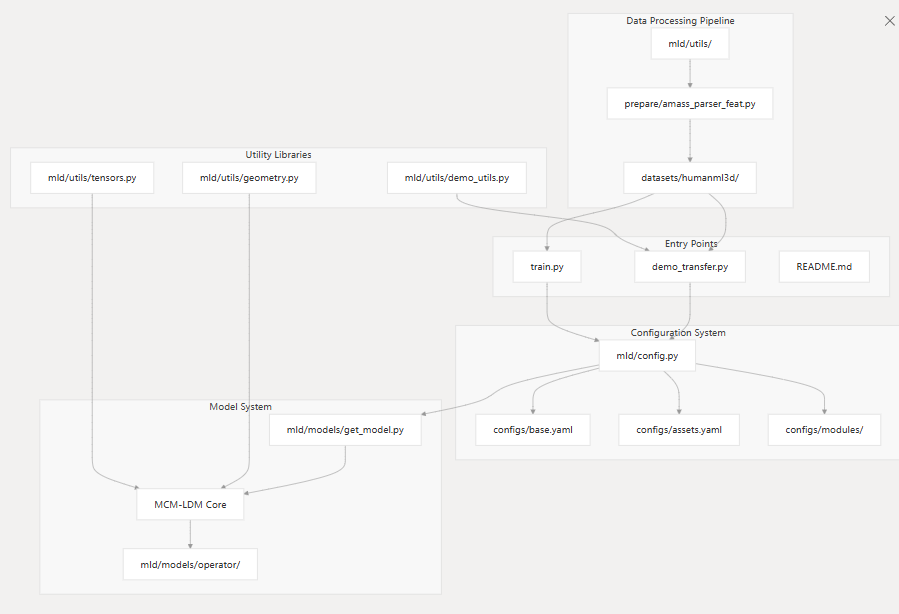 Data Processing Pipeline
mld/utils/
prepare/amass_parser_feat.py
Utility Libraries
mld/utils/tensors.py
mld/utils/geometry.py
mld/utils/demo_utils.py
datasets/humanml3d/
Entry Points
train.py
demo_transfer.py
README.md
Configuration System
mld/config.py
Model System
mld/models/get_model.py
configs/base.yaml
configs/assets.yaml
configs/modules/
MCM-LDM Core
mld/models/operator/